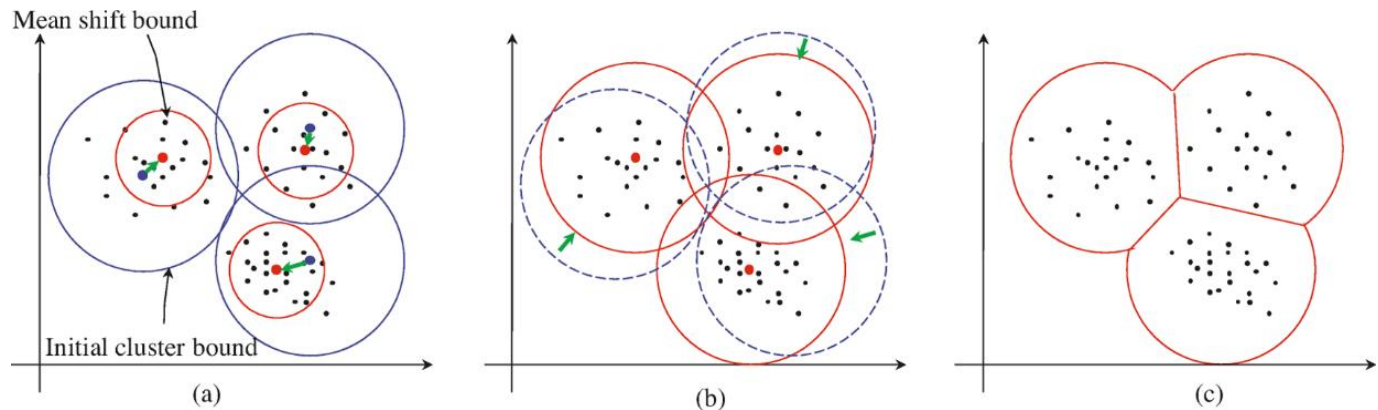 Mean shift bound
Initial cluster bound
(a)
(b)
(c)